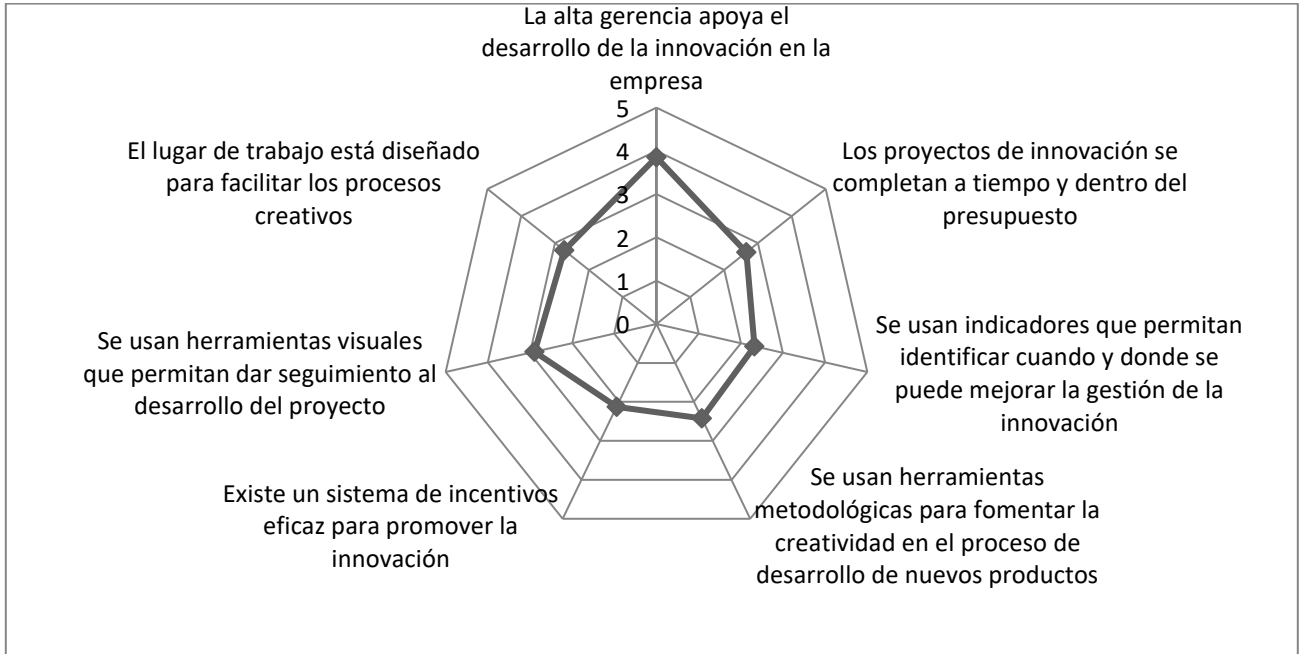 La alta gerencia apoya el
desarrollo de la innovación en la
empresa
5
4
3
2
1
0
Los proyectos de innovación se
completan a tiempo y dentro del
presupuesto
Se usan indicadores que permitan
identificar cuando y donde se
puede mejorar la gestión de la
innovación
Se usan herramientas
metodológicas para fomentar la
creatividad en el proceso de
desarrollo de nuevos productos
Existe un sistema de incentivos
eficaz para promover la
innovación
Se usan herramientas visuales
que permitan dar seguimiento al
desarrollo del proyecto
El lugar de trabajo está diseñado
para facilitar los procesos
creativos